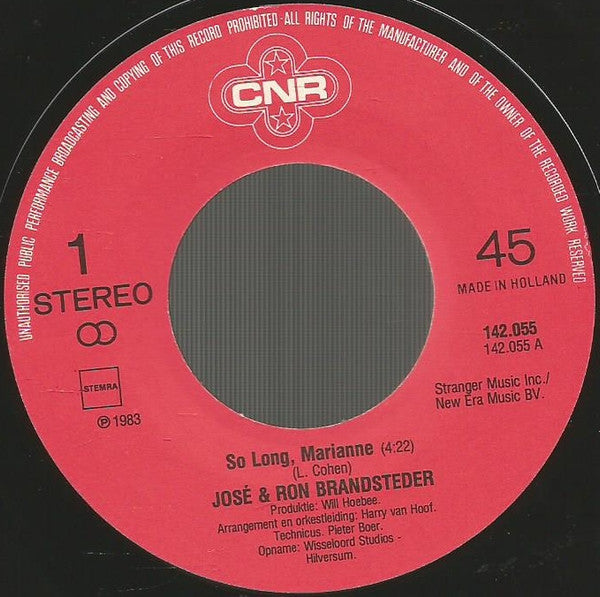 UNAUTHORISED PUBLIC PERFORMANCE BROADCASTING AND COPYING OF THIS RECORD PROHIBITED-ALL RIGHTS OF THE MANUFACTURER AND OF THE OWNER OF THE RECORDED WORK RESERVED-
CNR
1
STEREO
45
MADE IN HOLLAND
142.055
142.055 A
STEMRA
℗ 1983
Stranger Music Inc./
New Era Music BV.
So Long, Marianne (4:22)
(L. Cohen)
JOSÉ & RON BRANDSTEDER
Produktie: Will Hoebee.
Arrangement en orkestleiding: Harry van Hoof.
Technicus. Pieter Boer.
Opname: Wisseloord Studios -
Hilversum.